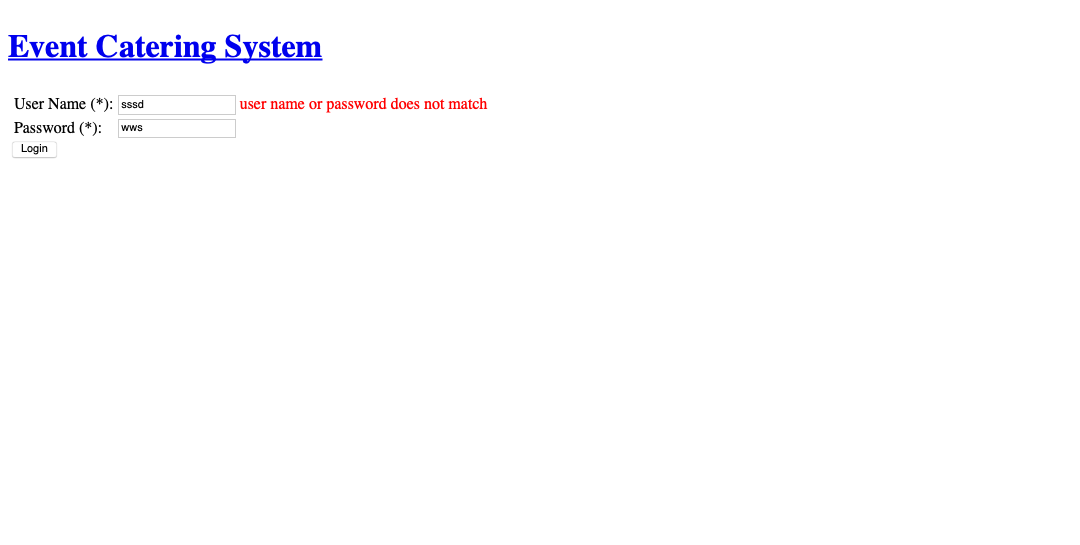 Event Catering System
User Name (*): sssd user name or password does not match
Password (*): wws
Login